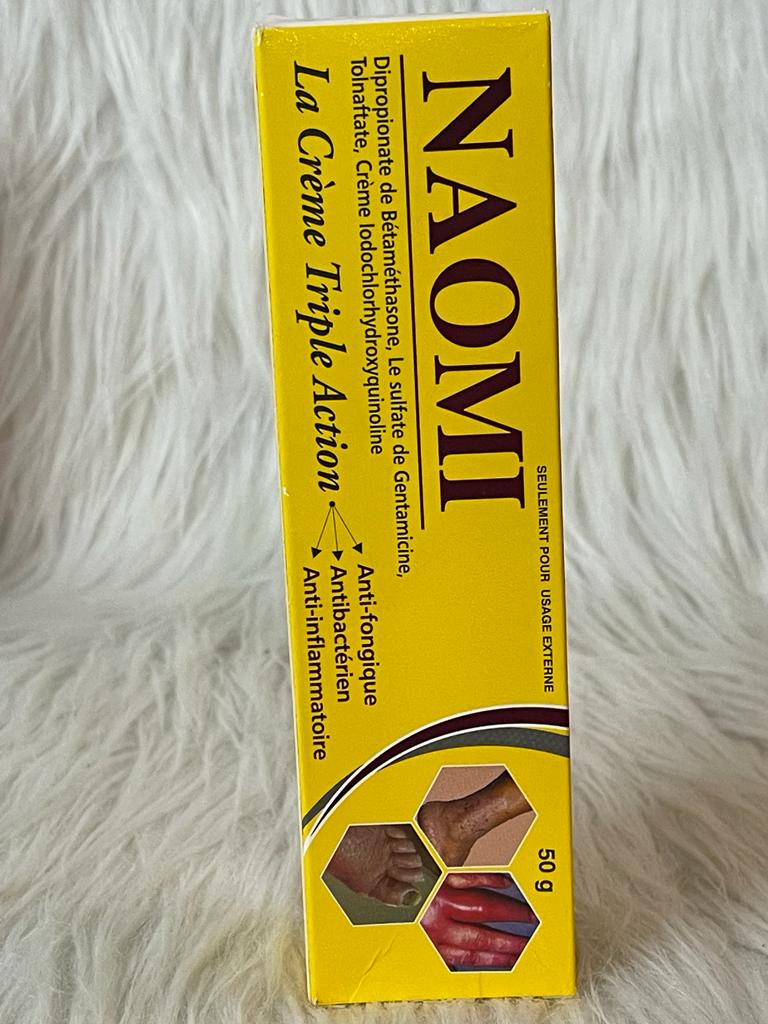 SEULEMENT POUR USAGE EXTERNE
NAOMI
Dipropionate de Bétaméthasone, Le sulfate de Gentamicine,
Tolnaftate, Crème Iodochlorhydroxyquinoline
La Crème Triple Action
Anti-fongique
Antibactérien
Anti-inflammatoire
50 g